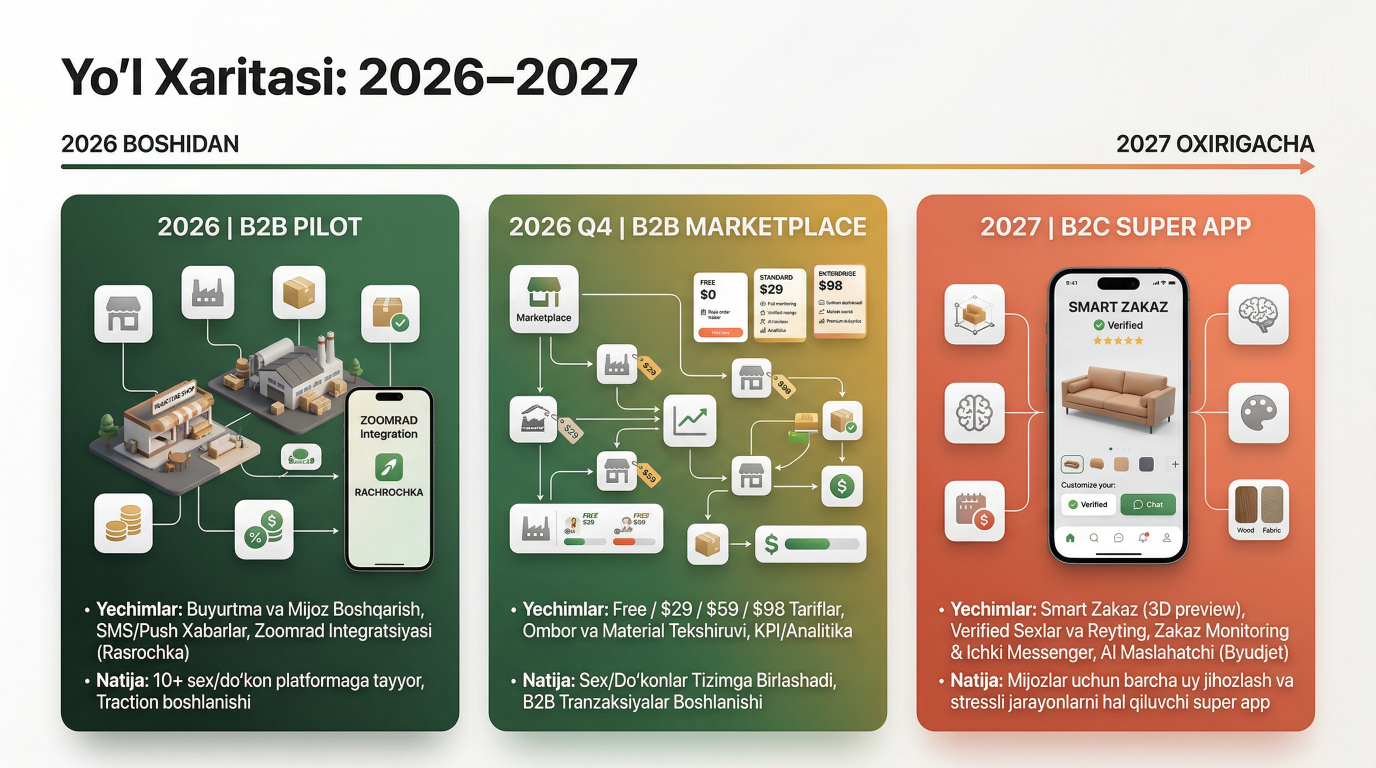 Yo‘l Xaritasi: 2026–2027
2026 BOSHIDAN
2027 OXIRIGACHA
2026 | B2B PILOT
ZOOMRAD
Integration
RACHROCHKA
%
$
• Yechimlar: Buyurtma va Mijoz Boshqarish,
SMS/Push Xabarlar, Zoomrad Integratsiyasi
(Rasrochka)
• Natija: 10+ sex/do‘kon platformaga tayyor,
Traction boshlanishi
2026 Q4 | B2B MARKETPLACE
Marketplace
FREE
$0
STANDARD
$29
$98
Analitika
$29
$59
FREE
$29
$
$
• Yechimlar: Free / $29 / $59 / $98 Tariflar,
Ombor va Material Tekshiruvi, KPI/Analitika
• Natija: Sex/Do‘konlar Tizimga Birlashadi,
B2B Tranzaksiyalar Boshlanishi
2027 | B2C SUPER APP
9:41
SMART ZAKAZ
Verified
Customize your:
Verified
Chat
$
Wood Fabric
• Yechimlar: Smart Zakaz (3D preview),
Verified Sexlar va Reyting, Zakaz Monitoring
& Ichki Messenger, AI Maslahatchi (Byudjet)
• Natija: Mijozlar uchun barcha uy jihozlash va
stressli jarayonlarni hal qiluvchi super app